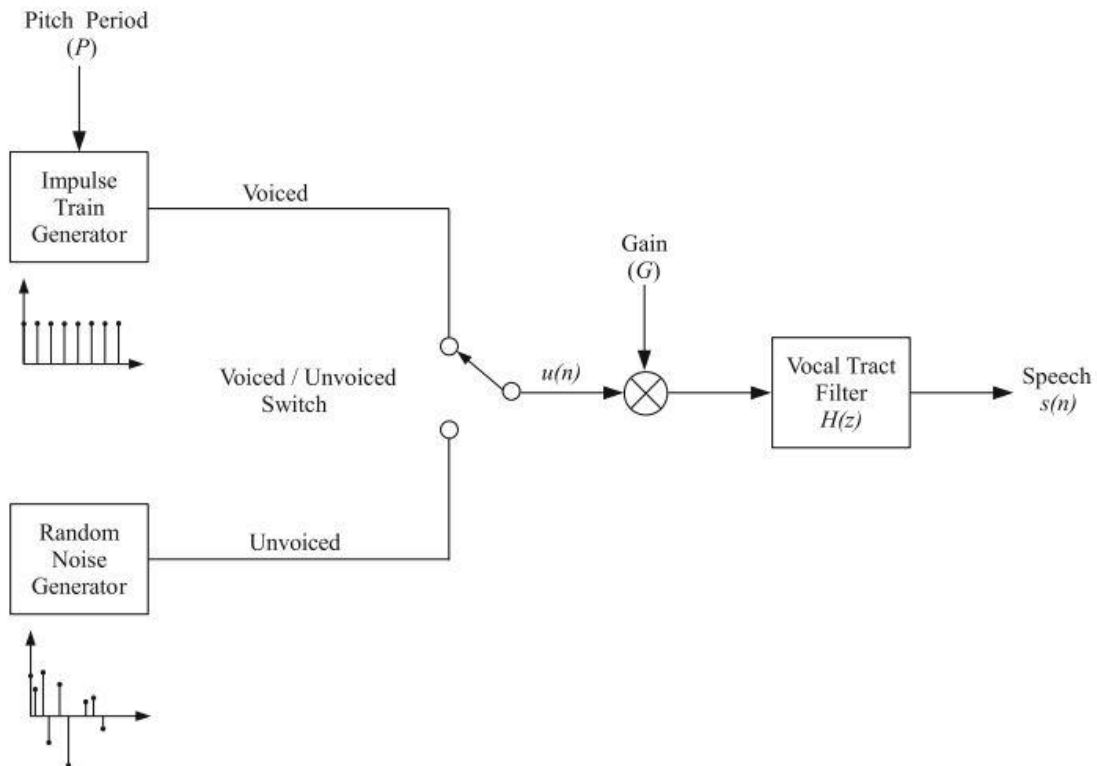 Pitch Period
(P)
Impulse
Train
Generator
Voiced
Gain
(G)
Voiced / Unvoiced
Switch
u(n)
Vocal Tract
Filter
H(z)
Speech
s(n)
Random
Noise
Generator
Unvoiced